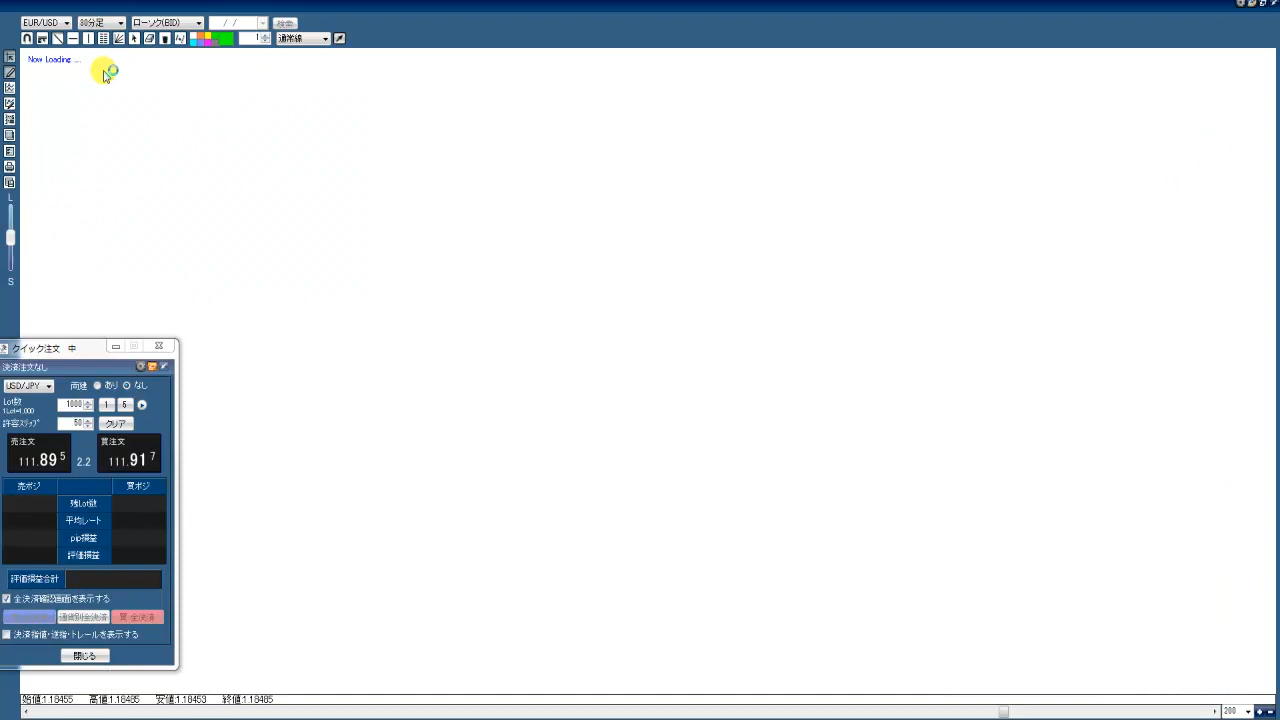 EUR/USD 80分足 ローソク(BID) / / 検索
1 通常線
Now Loading ...
L
S
クイック注文 中
決済注文なし
USD/JPY 両建 あり なし
Lot数 1000 1 5
1Lot=1,000
許容ｽﾃｯﾌﾟ 50 クリア
売注文 買注文
111.89 5 2.2 111.91 7
売ポジ 買ポジ
残Lot数
平均レート
pip損益
評価損益
評価損益合計
全決済確認画面を表示する
通貨別全決済 買 全決済
決済指値・逆指・トレールを表示する
閉じる
始値:1.18455 高値:1.18485 安値:1.18453 終値:1.18485
200